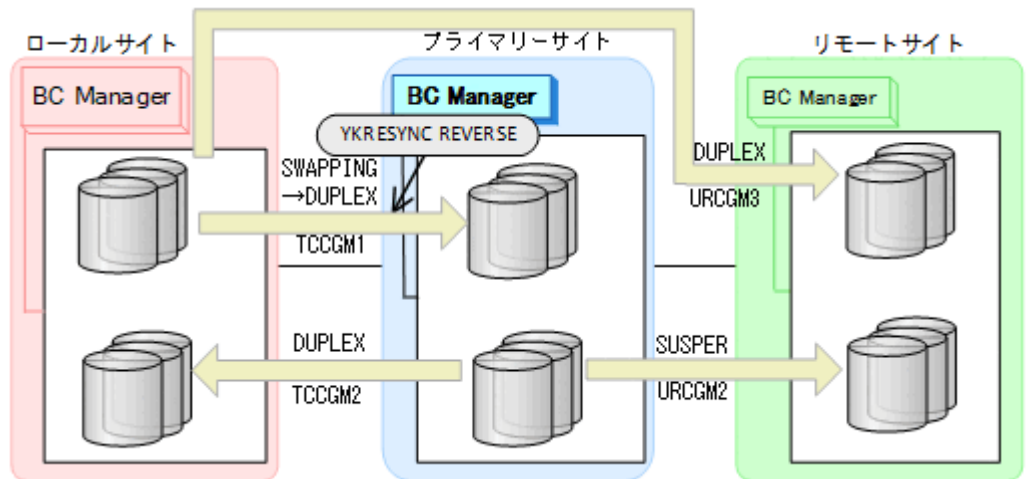 ローカルサイト
プライマリーサイト
リモートサイト
BC Manager
BC Manager
BC Manager
YKRESYNC REVERSE
SWAPPING
→DUPLEX
TCCGM1
DUPLEX
URCGM3
DUPLEX
TCCGM2
SUSPER
URCGM2